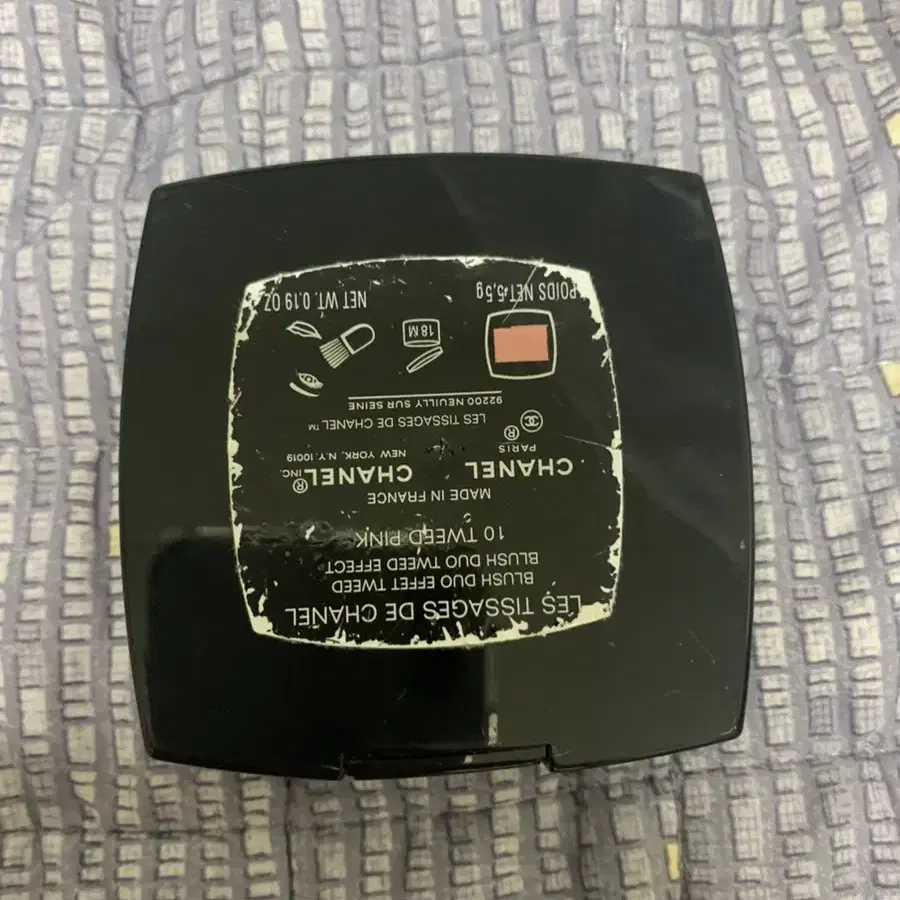 LES TISSAGES DE CHANEL
BLUSH DUO EFFET TWEED
BLUSH DUO TWEED EFFECT
10 TWEED PINK
MADE IN FRANCE
CHANEL CHANEL® INC.
PARIS NEW YORK, N.Y. 10019
®
LES TISSAGES DE CHANEL™
92200 NEUILLY SUR SEINE
18 M
POIDS NET 5,5g NET WT. 0.19 OZ